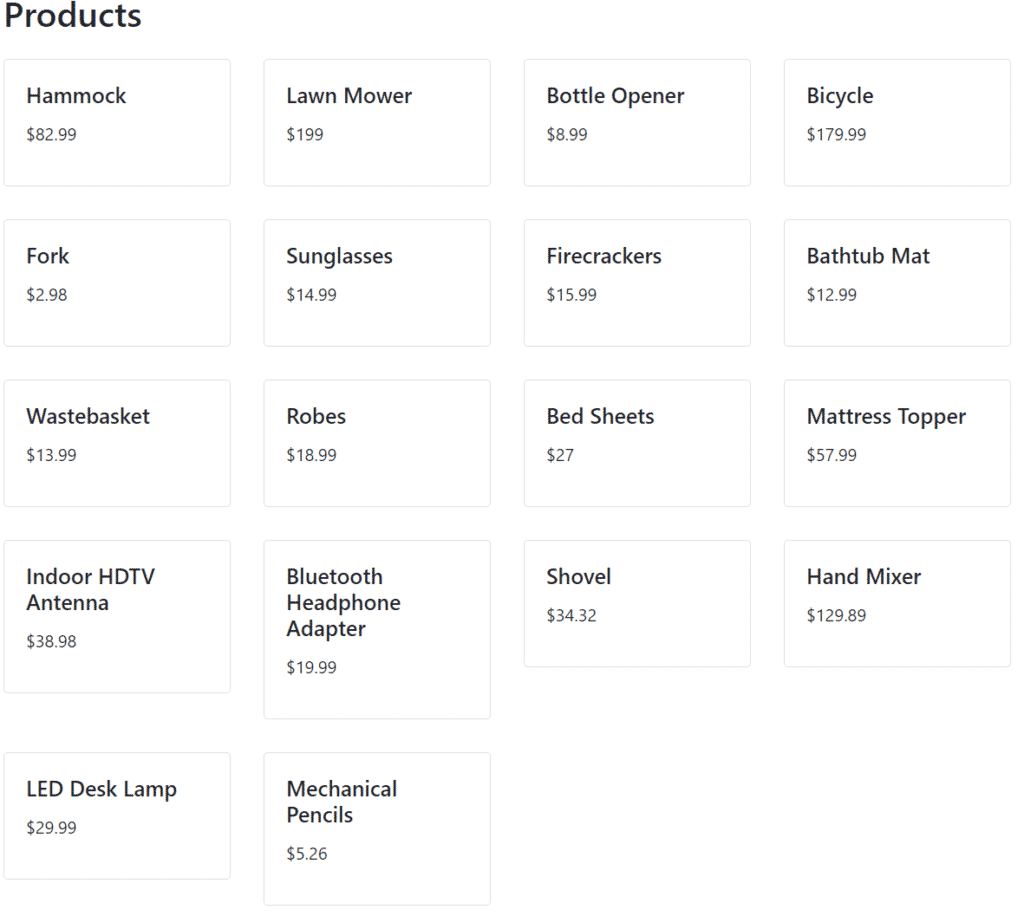 Products
Hammock
$82.99
Lawn Mower
$199
Bottle Opener
$8.99
Bicycle
$179.99
Fork
$2.98
Sunglasses
$14.99
Firecrackers
$15.99
Bathtub Mat
$12.99
Wastebasket
$13.99
Robes
$18.99
Bed Sheets
$27
Mattress Topper
$57.99
Indoor HDTV
Antenna
$38.98
Bluetooth
Headphone
Adapter
$19.99
Shovel
$34.32
Hand Mixer
$129.89
LED Desk Lamp
$29.99
Mechanical
Pencils
$5.26